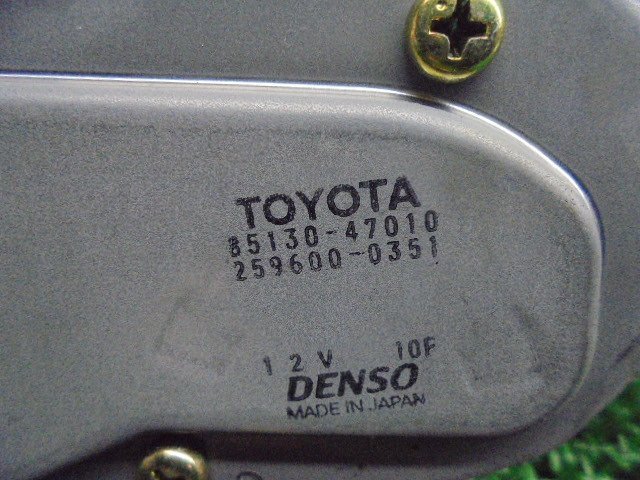 TOYOTA
85130-47010
259600-0351
12V 10F
DENSO
MADE IN JAPAN